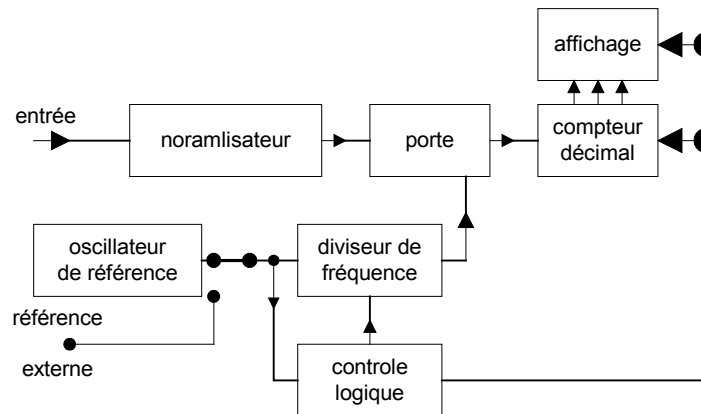 affichage
entrée
noramlisateur
porte
compteur
décimal
oscillateur
de référence
diviseur de
fréquence
référence
externe
controle
logique